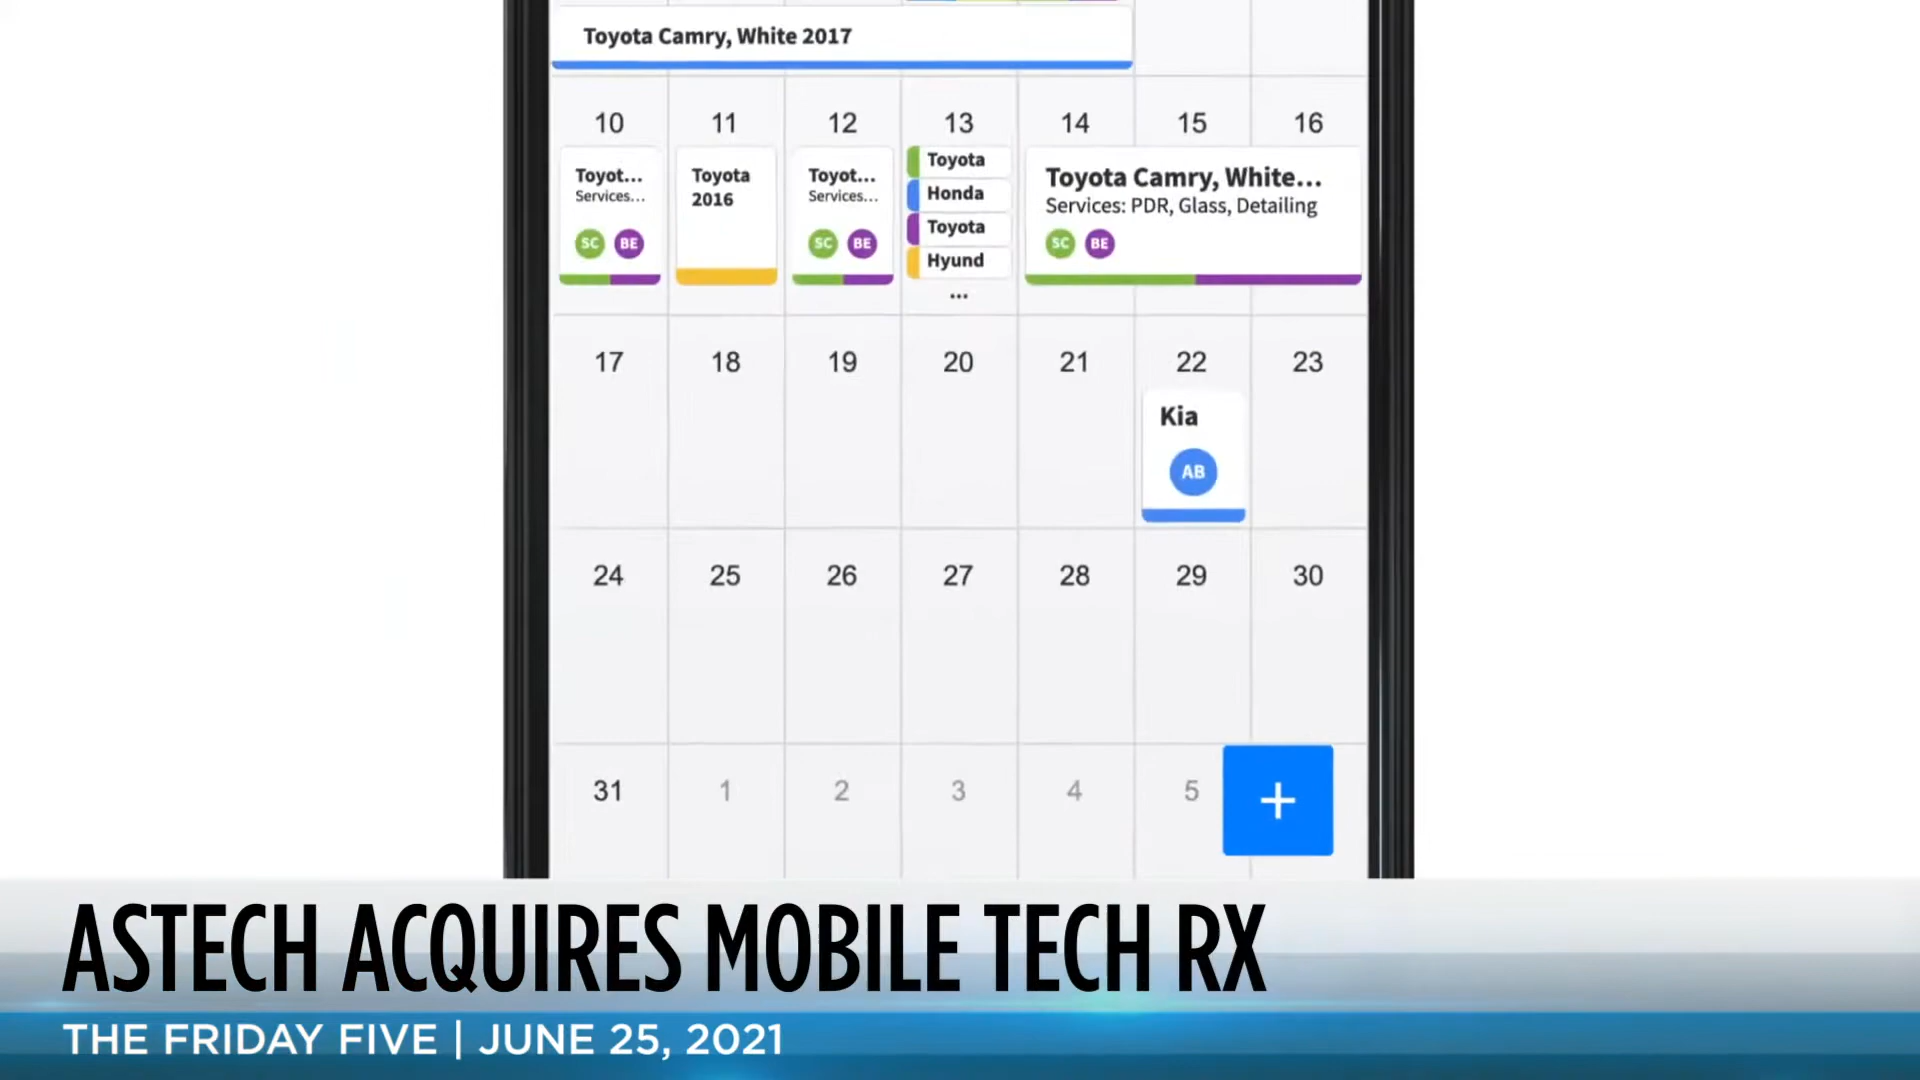 Toyota Camry, White 2017
10 11 12 13 14 15 16
Toyot...
Services...
SC BE
Toyota
2016
Toyot...
Services...
SC BE
Toyota
Honda
Toyota
Hyund
...
Toyota Camry, White...
Services: PDR, Glass, Detailing
SC BE
17 18 19 20 21 22 23
Kia
AB
24 25 26 27 28 29 30
31 1 2 3 4 5
+
ASTECH ACQUIRES MOBILE TECH RX
THE FRIDAY FIVE | JUNE 25, 2021